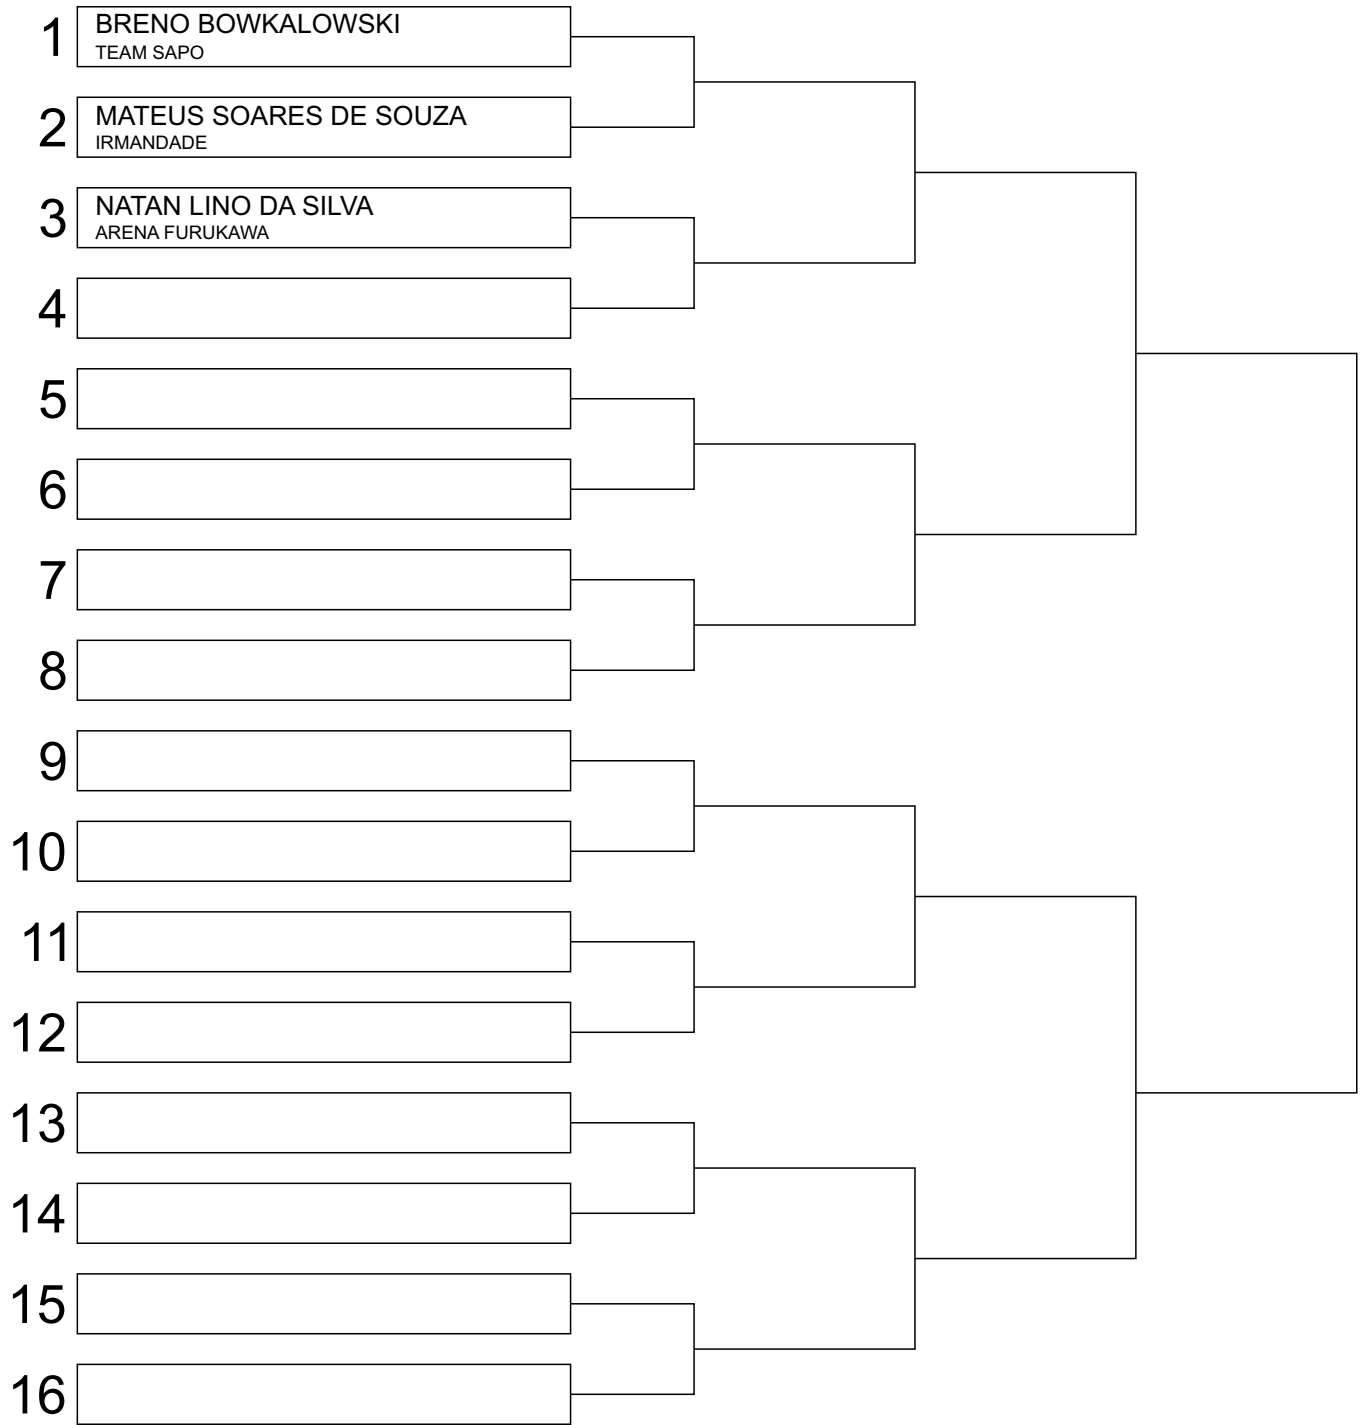 1
BRENO BOWKALOWSKI
TEAM SAPO
2
MATEUS SOARES DE SOUZA
IRMANDADE
3
NATAN LINO DA SILVA
ARENA FURUKAWA
4
5
6
7
8
9
10
11
12
13
14
15
16